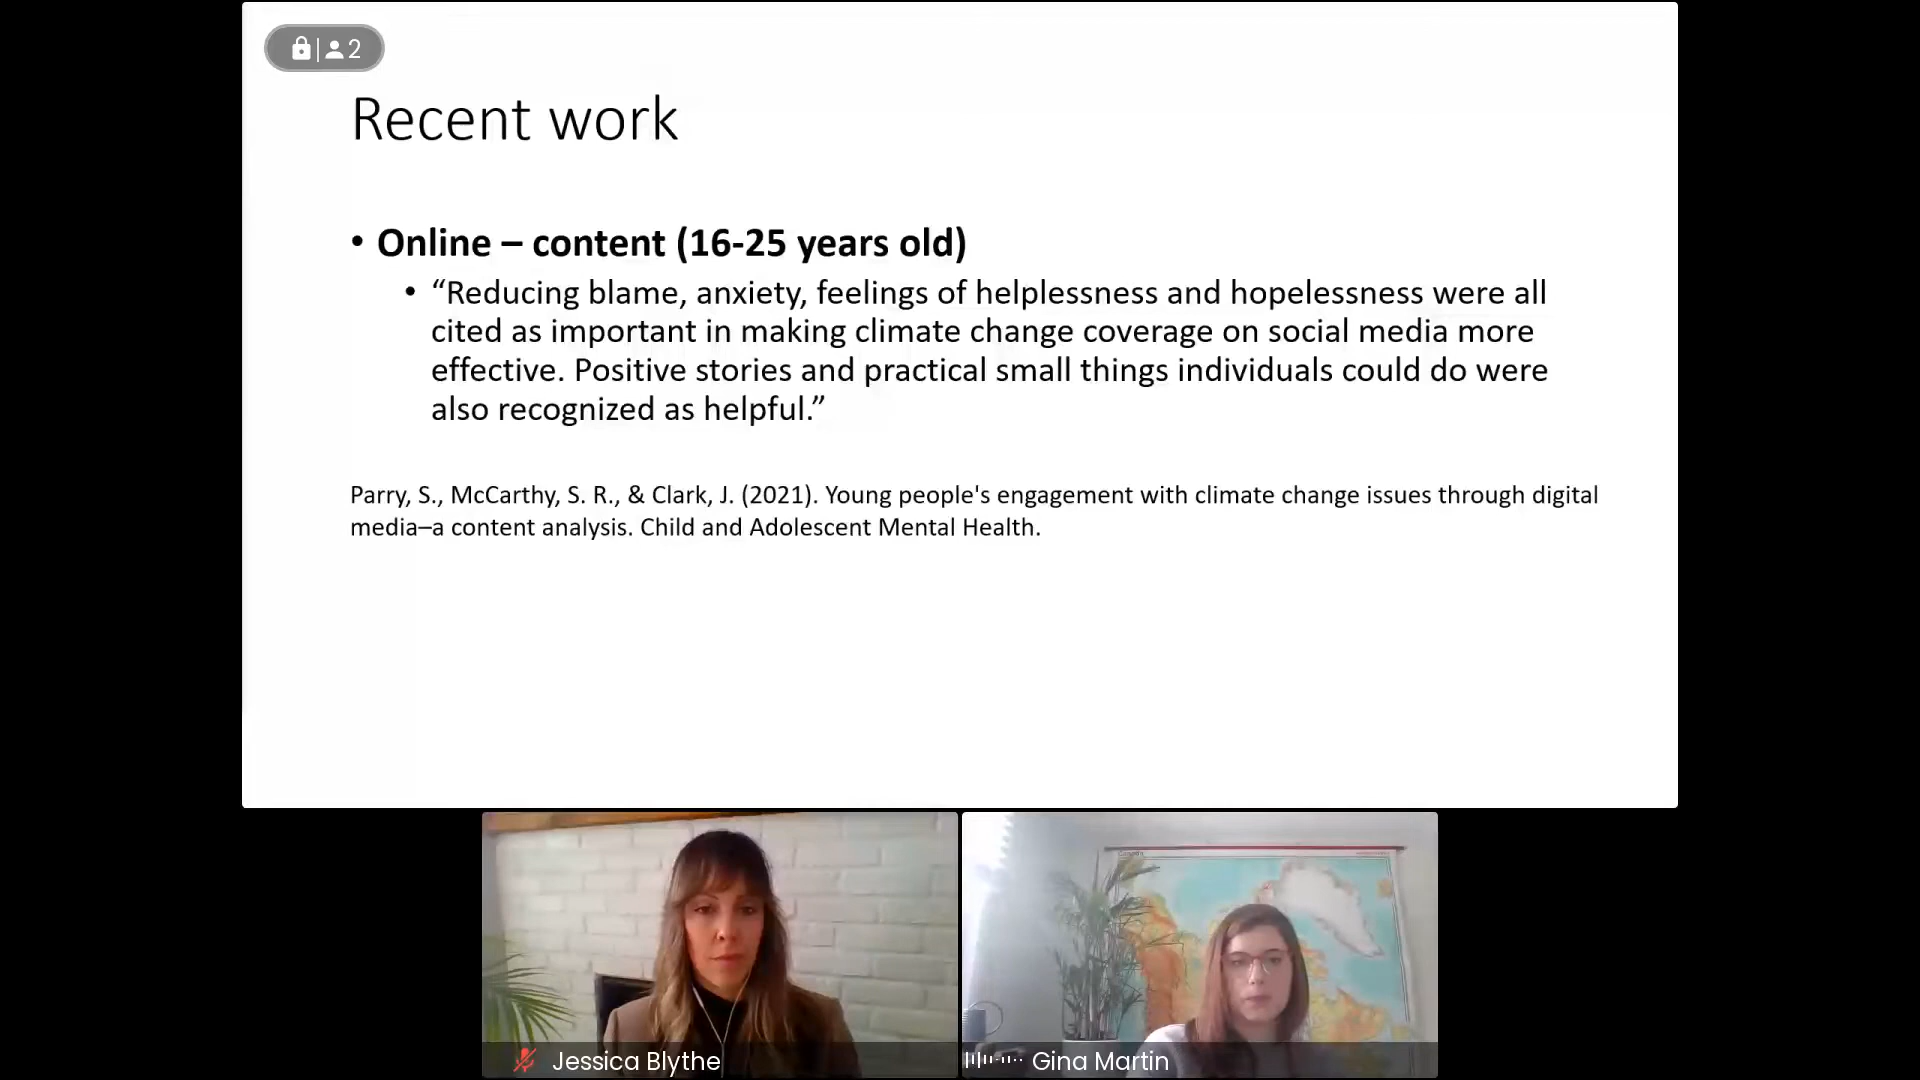 2
Recent work
• Online – content (16-25 years old)
• “Reducing blame, anxiety, feelings of helplessness and hopelessness were all
cited as important in making climate change coverage on social media more
effective. Positive stories and practical small things individuals could do were
also recognized as helpful.”
Parry, S., McCarthy, S. R., & Clark, J. (2021). Young people's engagement with climate change issues through digital
media–a content analysis. Child and Adolescent Mental Health.
Jessica Blythe
Gina Martin